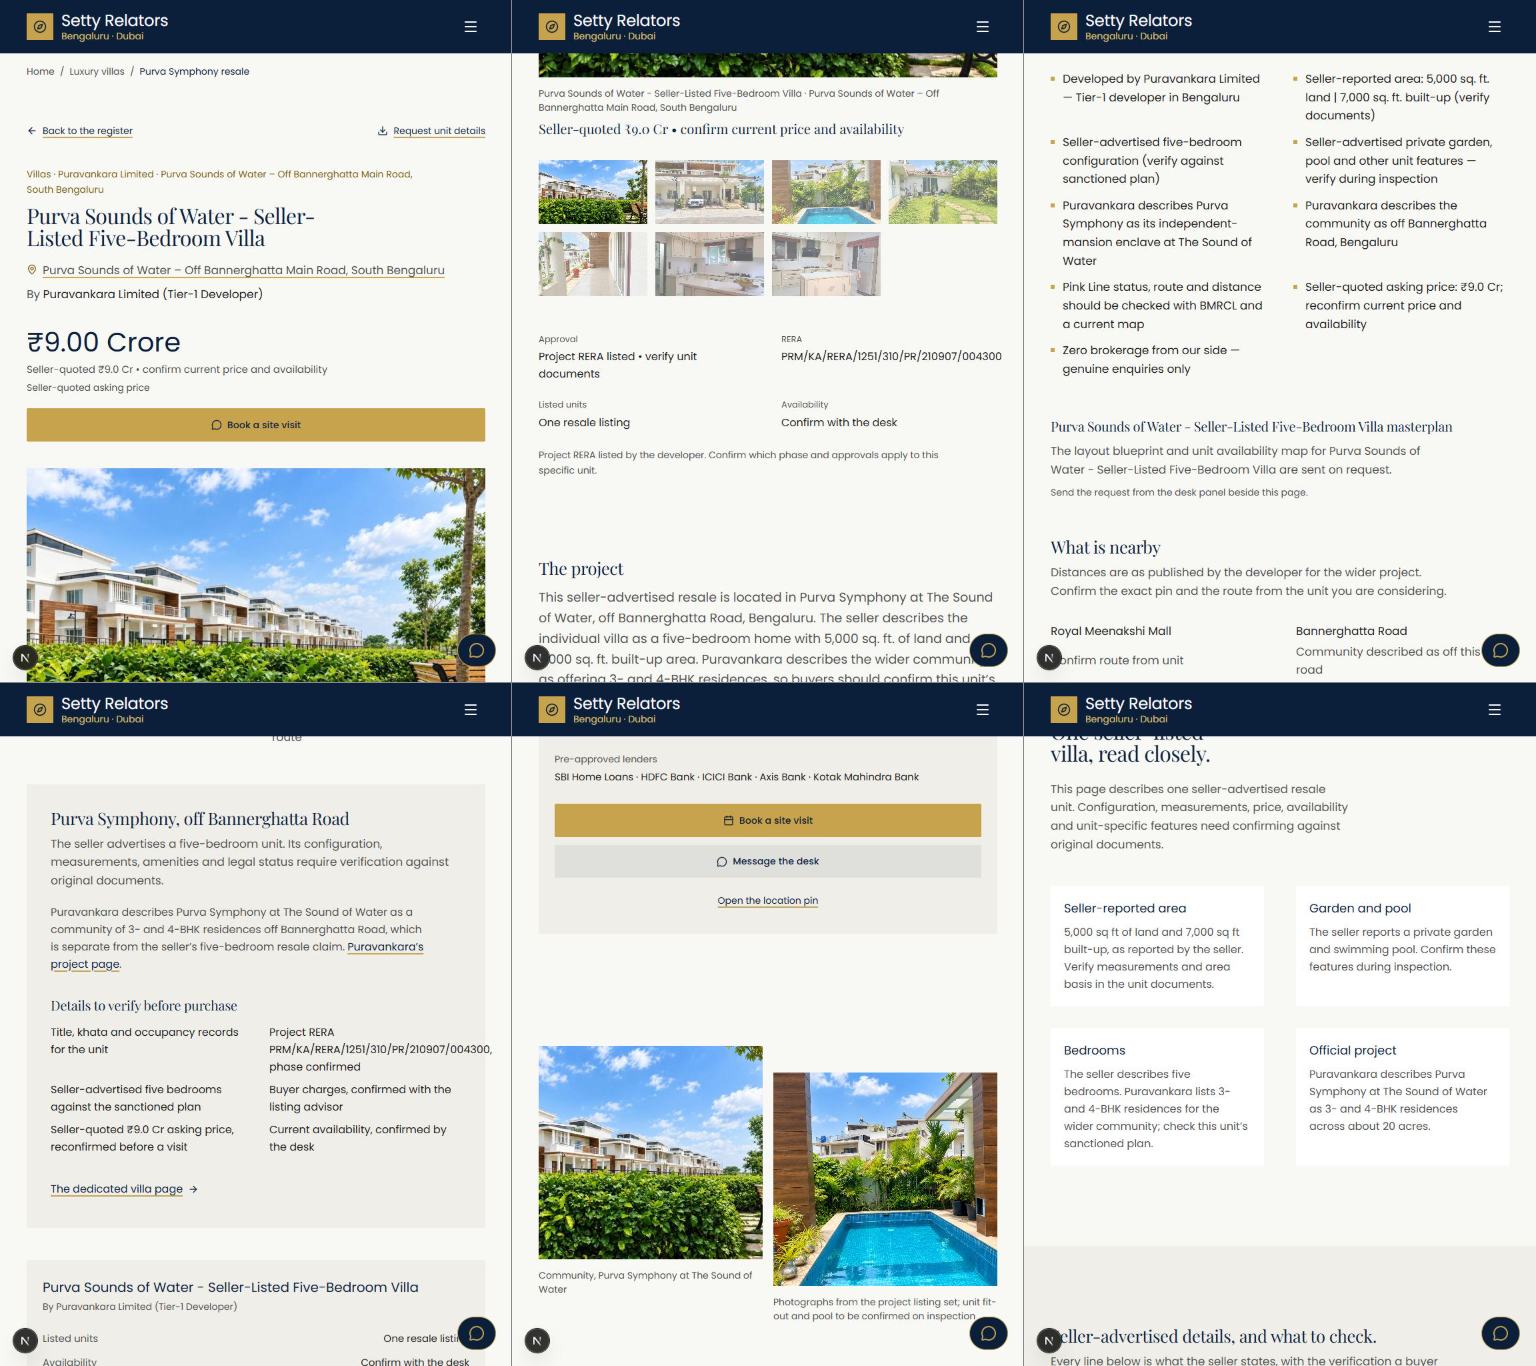 Setty Relators
Bengaluru · Dubai
Home / Luxury villas / Purva Symphony resale
Back to the register
Request unit details
Villas · Puravankara Limited · Purva Sounds of Water – Off Bannerghatta Main Road,
South Bengaluru
Purva Sounds of Water - Seller-
Listed Five-Bedroom Villa
Purva Sounds of Water – Off Bannerghatta Main Road, South Bengaluru
By Puravankara Limited (Tier-1 Developer)
₹9.00 Crore
Seller-quoted ₹9.0 Cr • confirm current price and availability
Seller-quoted asking price
Book a site visit
N
Setty Relators
Bengaluru · Dubai
Purva Sounds of Water - Seller-Listed Five-Bedroom Villa · Purva Sounds of Water – Off
Bannerghatta Main Road, South Bengaluru
Seller-quoted ₹9.0 Cr • confirm current price and availability
Approval
Project RERA listed • verify unit
documents
RERA
PRM/KA/RERA/1251/310/PR/210907/004300
Listed units
One resale listing
Availability
Confirm with the desk
Project RERA listed by the developer. Confirm which phase and approvals apply to this
specific unit.
The project
This seller-advertised resale is located in Purva Symphony at The Sound
of Water, off Bannerghatta Road, Bengaluru. The seller describes the
individual villa as a five-bedroom home with 5,000 sq. ft. of land and
000 sq. ft. built-up area. Puravankara describes the wider commun
as offering 3- and 4-BHK residences, so buyers should confirm this unit's
N
Setty Relators
Bengaluru · Dubai
Developed by Puravankara Limited
— Tier-1 developer in Bengaluru
Seller-reported area: 5,000 sq. ft.
land | 7,000 sq. ft. built-up (verify
documents)
Seller-advertised five-bedroom
configuration (verify against
sanctioned plan)
Seller-advertised private garden,
pool and other unit features —
verify during inspection
Puravankara describes Purva
Symphony as its independent-
mansion enclave at The Sound of
Water
Puravankara describes the
community as off Bannerghatta
Road, Bengaluru
Pink Line status, route and distance
should be checked with BMRCL and
a current map
Seller-quoted asking price: ₹9.0 Cr;
reconfirm current price and
availability
Zero brokerage from our side —
genuine enquiries only
Purva Sounds of Water - Seller-Listed Five-Bedroom Villa masterplan
The layout blueprint and unit availability map for Purva Sounds of
Water - Seller-Listed Five-Bedroom Villa are sent on request.
Send the request from the desk panel beside this page.
What is nearby
Distances are as published by the developer for the wider project.
Confirm the exact pin and the route from the unit you are considering.
Royal Meenakshi Mall
onfirm route from unit
Bannerghatta Road
Community described as off this
road
N
Setty Relators
Bengaluru · Dubai
route
Purva Symphony, off Bannerghatta Road
The seller advertises a five-bedroom unit. Its configuration,
measurements, amenities and legal status require verification against
original documents.
Puravankara describes Purva Symphony at The Sound of Water as a
community of 3- and 4-BHK residences off Bannerghatta Road, which
is separate from the seller's five-bedroom resale claim. Puravankara's
project page.
Details to verify before purchase
Title, khata and occupancy records
for the unit
Project RERA
PRM/KA/RERA/1251/310/PR/210907/004300,
phase confirmed
Seller-advertised five bedrooms
against the sanctioned plan
Buyer charges, confirmed with the
listing advisor
Seller-quoted ₹9.0 Cr asking price,
reconfirmed before a visit
Current availability, confirmed by
the desk
The dedicated villa page →
Purva Sounds of Water - Seller-Listed Five-Bedroom Villa
By Puravankara Limited (Tier-1 Developer)
Listed units
One resale listin
Availability
Confirm with the desk
N
Setty Relators
Bengaluru · Dubai
Pre-approved lenders
SBI Home Loans · HDFC Bank · ICICI Bank · Axis Bank · Kotak Mahindra Bank
Book a site visit
Message the desk
Open the location pin
Community, Purva Symphony at The Sound of
Water
Photographs from the project listing set; unit fit-
out and pool to be confirmed on inspection
N
Setty Relators
Bengaluru · Dubai
One seller-listed
villa, read closely.
This page describes one seller-advertised resale
unit. Configuration, measurements, price, availability
and unit-specific features need confirming against
original documents.
Seller-reported area
5,000 sq ft of land and 7,000 sq ft
built-up, as reported by the seller.
Verify measurements and area
basis in the unit documents.
Garden and pool
The seller reports a private garden
and swimming pool. Confirm these
features during inspection.
Bedrooms
The seller describes five
bedrooms. Puravankara lists 3-
and 4-BHK residences for the
wider community; check this unit's
sanctioned plan.
Official project
Puravankara describes Purva
Symphony at The Sound of Water
as 3- and 4-BHK residences
across about 20 acres.
eller-advertised details, and what to check.
Every line below is what the seller states, with the verification a buyer
N